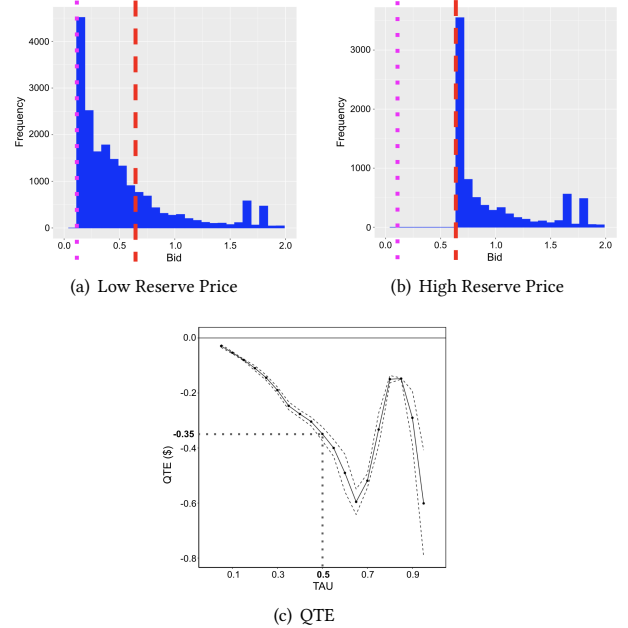 4000
3000
2000
1000
0
Frequency
0.0 0.5 1.0 1.5 2.0
Bid
(a) Low Reserve Price
3000
2000
1000
0
Frequency
0.0 0.5 1.0 1.5 2.0
Bid
(b) High Reserve Price
0.0
-0.2
-0.35
-0.4
-0.6
-0.8
QTE ($)
0.1 0.3 0.5 0.7 0.9
TAU
(c) QTE